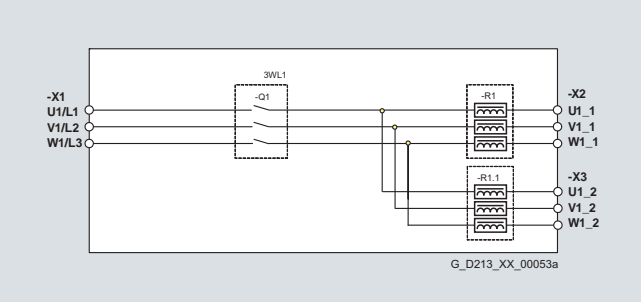 3WL1
-X1
-Q1
-R1
-X2
U1/L1
U1_1
V1/L2
V1_1
W1/L3
W1_1
-R1.1
-X3
U1_2
V1_2
W1_2
G_D213_XX_00053a